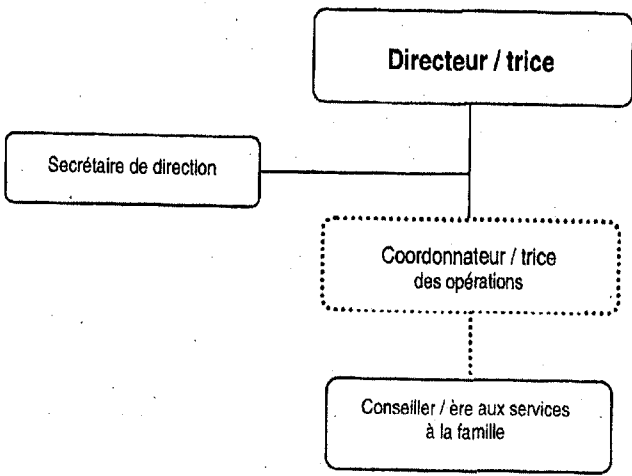 Directeur / trice
Secrétaire de direction
Coordonnateur / trice
des opérations
Conseiller / ère aux services
à la famille